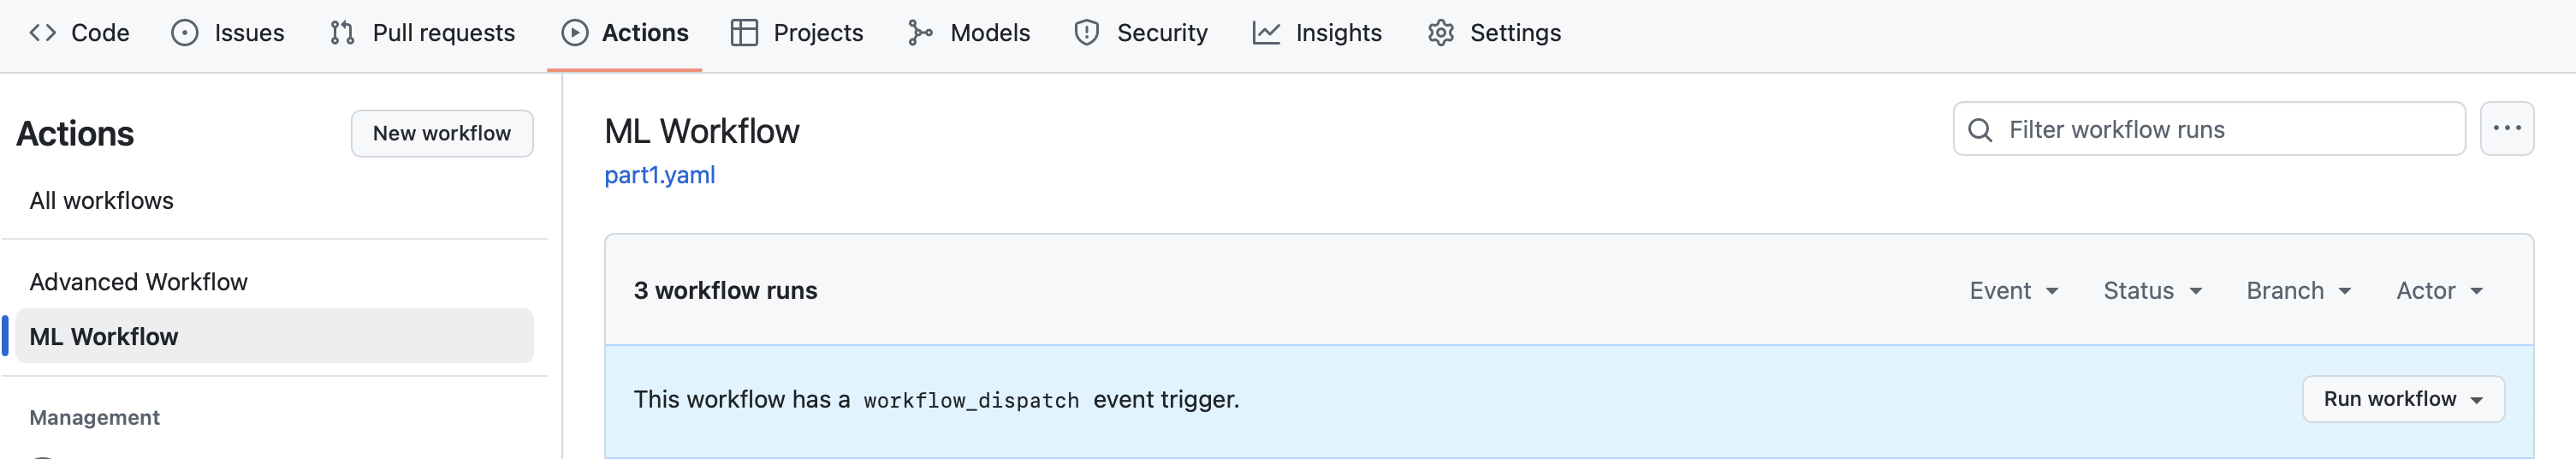 Code Issues Pull requests Actions Projects Models Security Insights Settings
Actions
New workflow
All workflows
Advanced Workflow
ML Workflow
Management
ML Workflow
part1.yaml
Filter workflow runs
3 workflow runs
Event Status Branch Actor
This workflow has a workflow_dispatch event trigger.
Run workflow